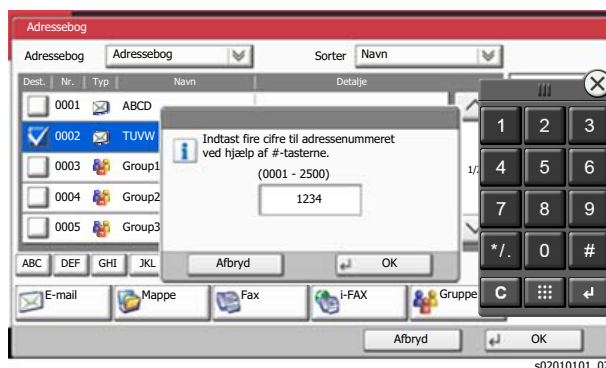 Adressebog
Adressebog Adressebog Sorter Navn
Dest. Nr. Typ Navn Detalje
0001 ABCD
0002 TUVW
0003 Group1
0004 Group2
0005 Group3
Indtast fire cifre til adressenummeret
ved hjælp af #-tasterne.
(0001 - 2500)
1234
Afbryd OK
1/
1 2 3
4 5 6
7 8 9
*/. 0 #
C
ABC DEF GHI JKL
E-mail Mappe Fax i-FAX Gruppe
Afbryd OK
s02010101_02